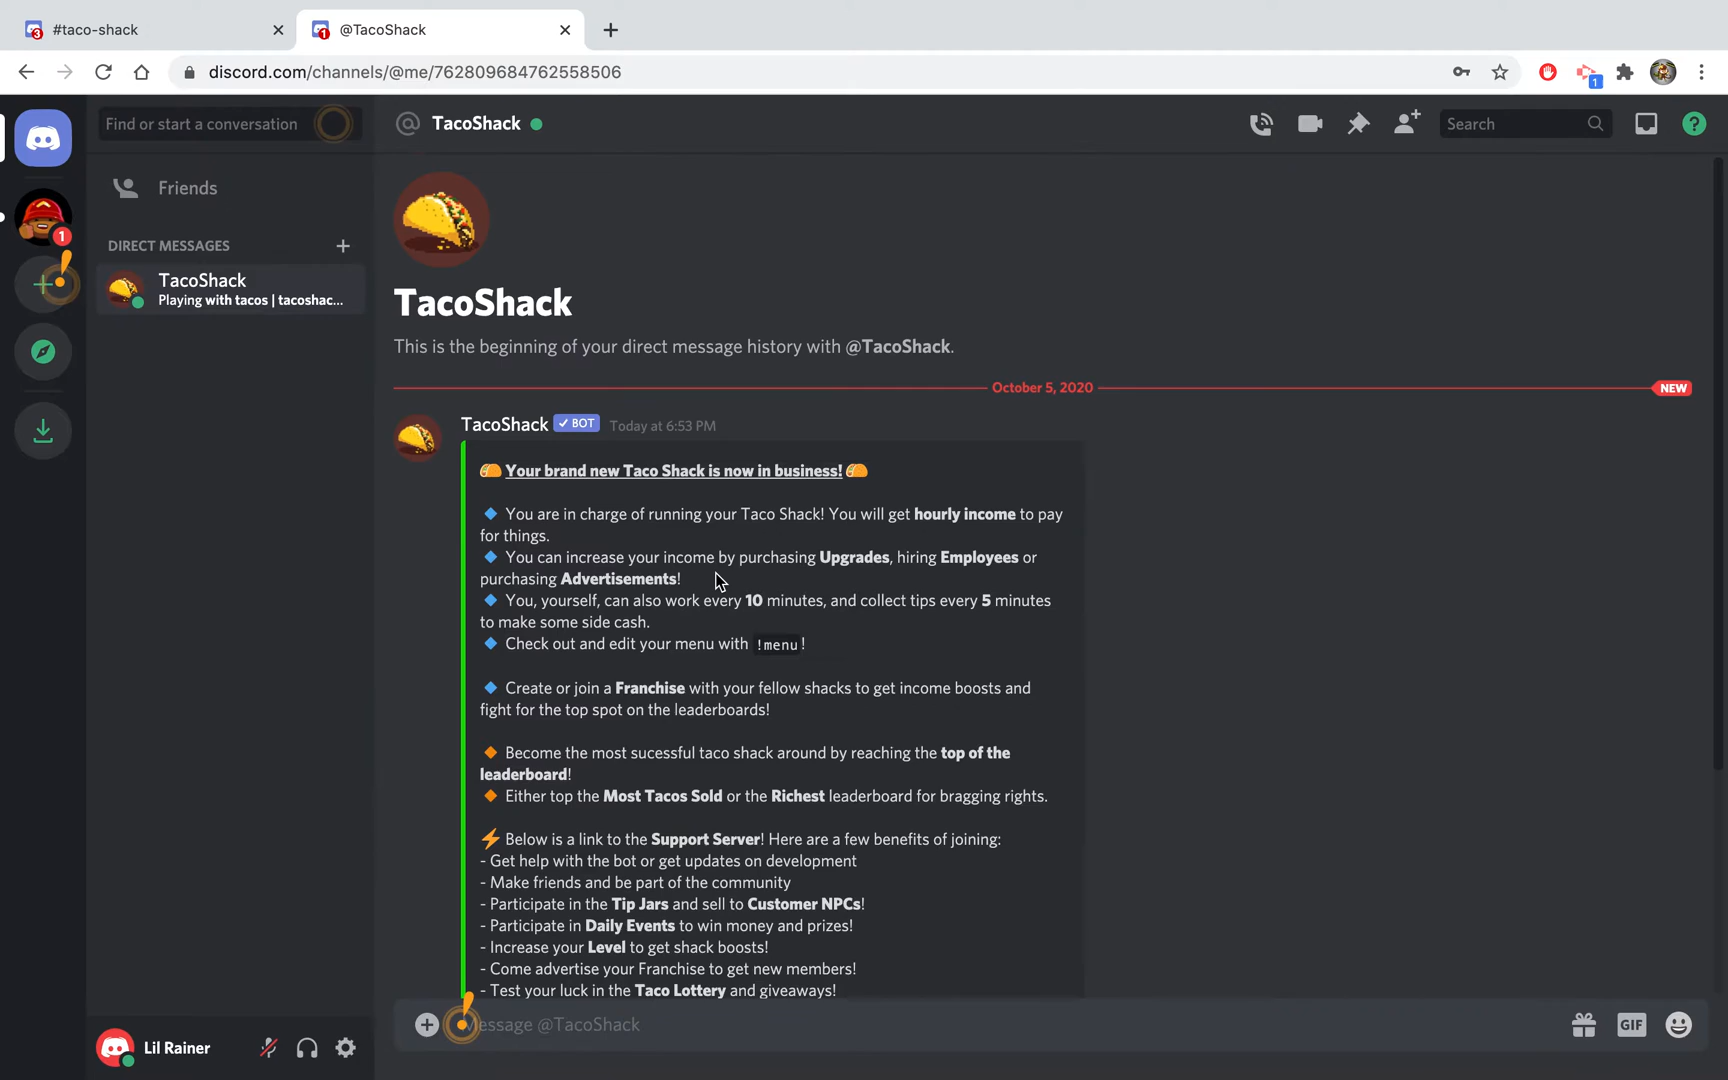 3
#taco-shack
1
@TacoShack
discord.com/channels/@me/762809684762558506
1
Find or start a conversation
@ TacoShack
Search
?
Friends
1
DIRECT MESSAGES
TacoShack
Playing with tacos | tacoshac...
TacoShack
This is the beginning of your direct message history with @TacoShack.
October 5, 2020
NEW
TacoShack BOT Today at 6:53 PM
Your brand new Taco Shack is now in business!
You are in charge of running your Taco Shack! You will get hourly income to pay
for things.
You can increase your income by purchasing Upgrades, hiring Employees or
purchasing Advertisements!
You, yourself, can also work every 10 minutes, and collect tips every 5 minutes
to make some side cash.
Check out and edit your menu with !menu!
Create or join a Franchise with your fellow shacks to get income boosts and
fight for the top spot on the leaderboards!
Become the most sucessful taco shack around by reaching the top of the
leaderboard!
Either top the Most Tacos Sold or the Richest leaderboard for bragging rights.
Below is a link to the Support Server! Here are a few benefits of joining:
- Get help with the bot or get updates on development
- Make friends and be part of the community
- Participate in the Tip Jars and sell to Customer NPCs!
- Participate in Daily Events to win money and prizes!
- Increase your Level to get shack boosts!
- Come advertise your Franchise to get new members!
- Test your luck in the Taco Lottery and giveaways!
Message @TacoShack
GIF
Lil Rainer